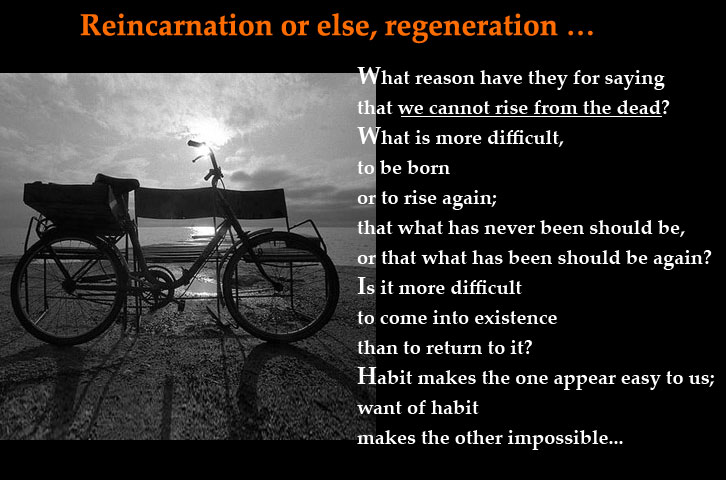 Reincarnation or else, regeneration …
What reason have they for saying
that we cannot rise from the dead?
What is more difficult,
to be born
or to rise again;
that what has never been should be,
or that what has been should be again?
Is it more difficult
to come into existence
than to return to it?
Habit makes the one appear easy to us;
want of habit
makes the other impossible...